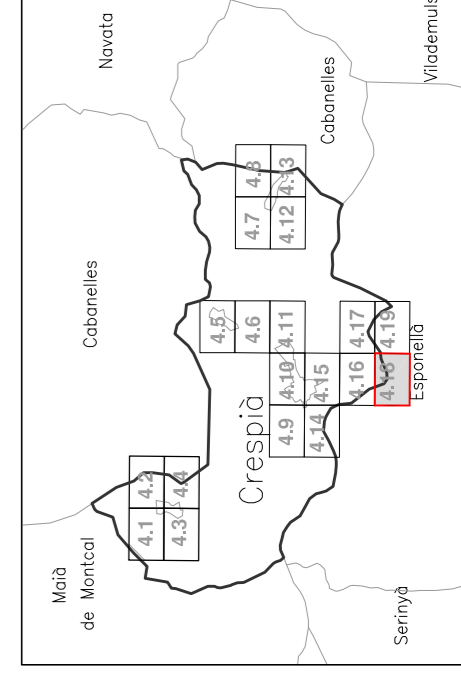 Navata
Vilademuls
Cabanelles
Cabanelles
4.8
4.13
4.7
4.12
4.5
4.6
4.11
4.17
4.19
4.10
4.15
4.16
4.18
Esponellà
4.9
4.14
Crespià
4.2
4.4
4.1
4.3
Maià
de Montcal
Serinyà